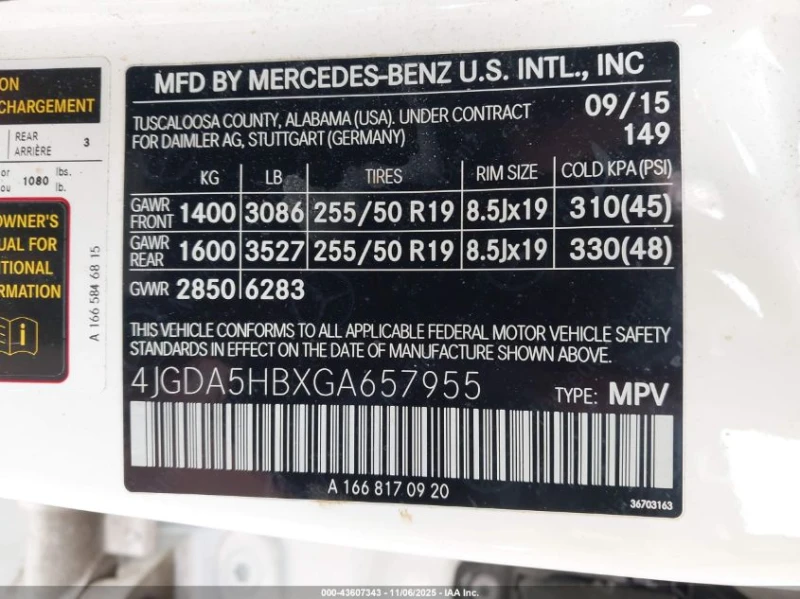 ON
CHARGEMENT
REAR
ARRIÈRE 3
or
ou 1080 lbs.
lb.
OWNER'S
UAL FOR
ITIONAL
ORMATION
i
A 166 584 68 15
MFD BY MERCEDES-BENZ U.S. INTL., INC
TUSCALOOSA COUNTY, ALABAMA (USA). UNDER CONTRACT 09/15
FOR DAIMLER AG, STUTTGART (GERMANY) 149
KG LB TIRES RIM SIZE COLD KPA (PSI)
GAWR FRONT 1400 3086 255/50 R19 8.5Jx19 310(45)
GAWR REAR 1600 3527 255/50 R19 8.5Jx19 330(48)
GVWR 2850 6283
THIS VEHICLE CONFORMS TO ALL APPLICABLE FEDERAL MOTOR VEHICLE SAFETY
STANDARDS IN EFFECT ON THE DATE OF MANUFACTURE SHOWN ABOVE
4JGDA5HBXGA657955 TYPE: MPV
A 166 817 09 20
36703163
000-43607343 - 11/06/2025 - IAA Inc.